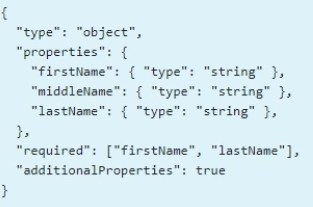 {
  "type": "object",
  "properties": {
    "firstName": { "type": "string" },
    "middleName": { "type": "string" },
    "lastName": { "type": "string" },
  },
  "required": ["firstName", "lastName"],
  "additionalProperties": true
}